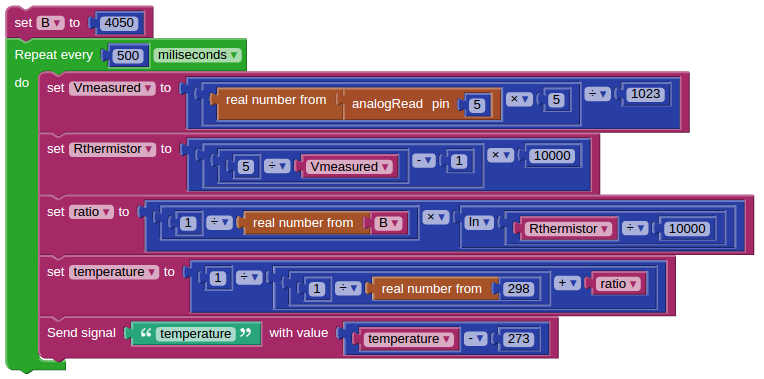 set B ▾ to 4050
Repeat every 500 miliseconds ▾
do
set Vmeasured ▾ to real number from analogRead pin 5 × ▾ 5 ÷ ▾ 1023
set Rthermistor ▾ to 5 ÷ ▾ Vmeasured ▾ - ▾ 1 × ▾ 10000
set ratio ▾ to 1 ÷ ▾ real number from B ▾ × ▾ ln ▾ Rthermistor ▾ ÷ ▾ 10000
set temperature ▾ to 1 ÷ ▾ 1 ÷ ▾ real number from 298 + ▾ ratio ▾
Send signal “ temperature ” with value temperature ▾ - ▾ 273